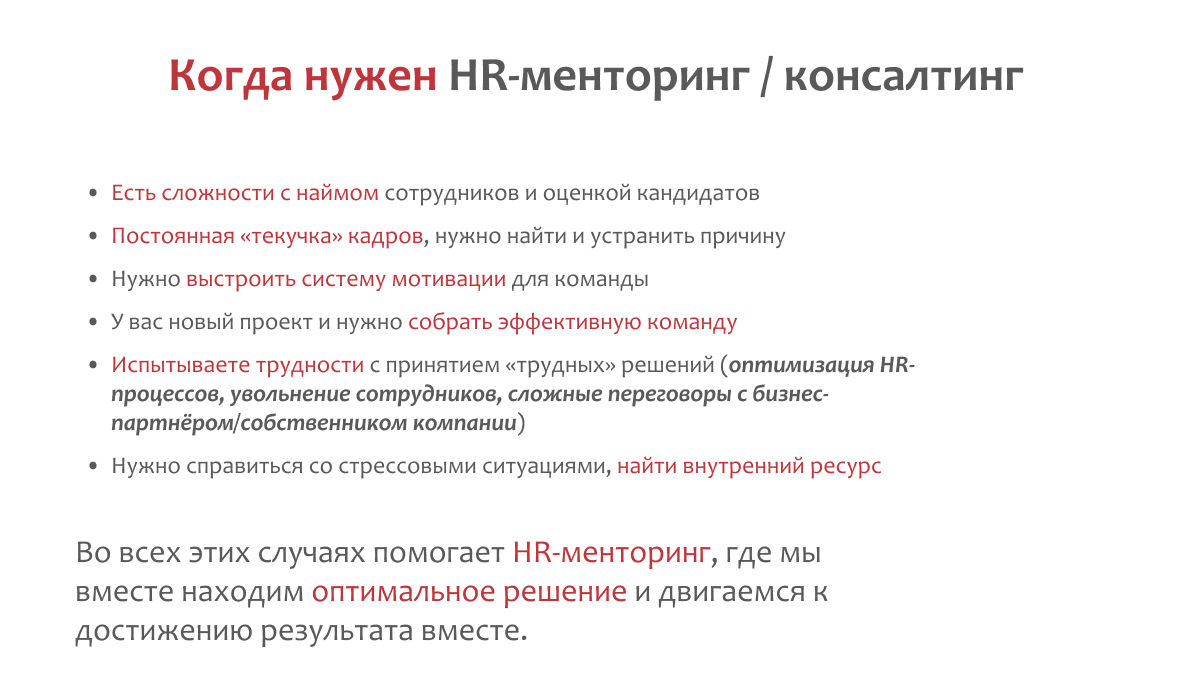 Когда нужен HR-менторинг / консалтинг
• Есть сложности с наймом сотрудников и оценкой кандидатов
• Постоянная «текучка» кадров, нужно найти и устранить причину
• Нужно выстроить систему мотивации для команды
• У вас новый проект и нужно собрать эффективную команду
• Испытываете трудности с принятием «трудных» решений (оптимизация HR-
процессов, увольнение сотрудников, сложные переговоры с бизнес-
партнёром/собственником компании)
• Нужно справиться со стрессовыми ситуациями, найти внутренний ресурс
Во всех этих случаях помогает HR-менторинг, где мы
вместе находим оптимальное решение и двигаемся к
достижению результата вместе.